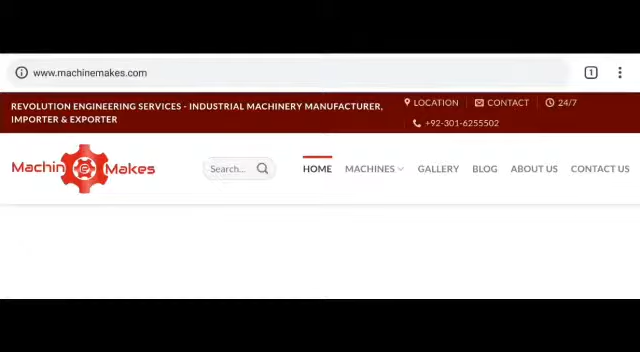 www.machinemakes.com
1
REVOLUTION ENGINEERING SERVICES - INDUSTRIAL MACHINERY MANUFACTURER,
IMPORTER & EXPORTER
LOCATION CONTACT 24/7
+92-301-6255502
Machin e Makes
Search...
HOME MACHINES GALLERY BLOG ABOUT US CONTACT US